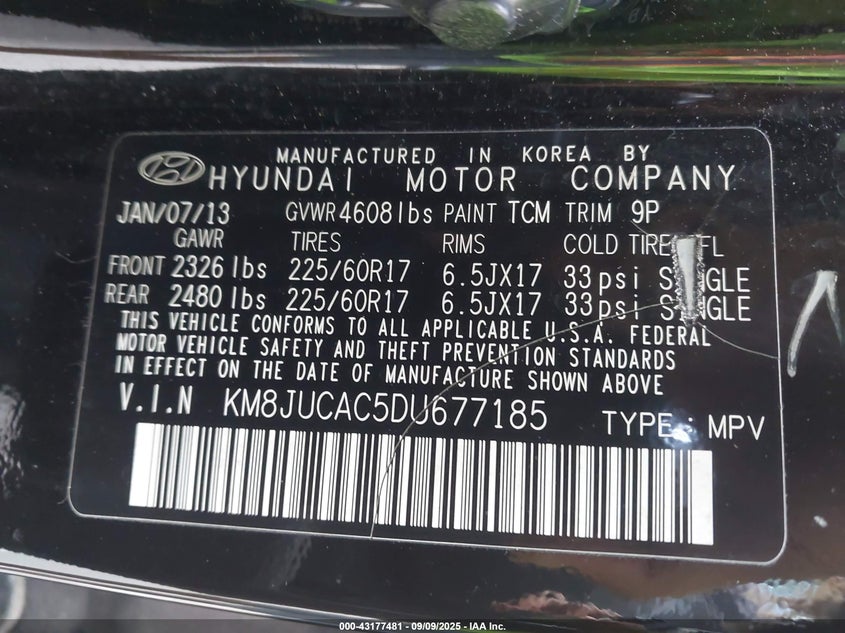 MANUFACTURED IN KOREA BY
HYUNDAI MOTOR COMPANY
JAN/07/13 GVWR 4608lbs PAINT TCM TRIM 9P
GAWR TIRES RIMS COLD TIRE
FRONT 2326 lbs 225/60R17 6.5JX17 33psi
REAR 2480 lbs 225/60R17 6.5JX17 33psi
THIS VEHICLE CONFORMS TO ALL APPLICABLE U.S.A. FEDERAL
MOTOR VEHICLE SAFETY AND THEFT PREVENTION STANDARDS
IN EFFECT ON THE DATE OF MANUFACTURE SHOWN ABOVE
V.I.N KM8JUCAC5DU677185 TYPE : MPV
000-43177481 - 09/09/2025 - IAA Inc.